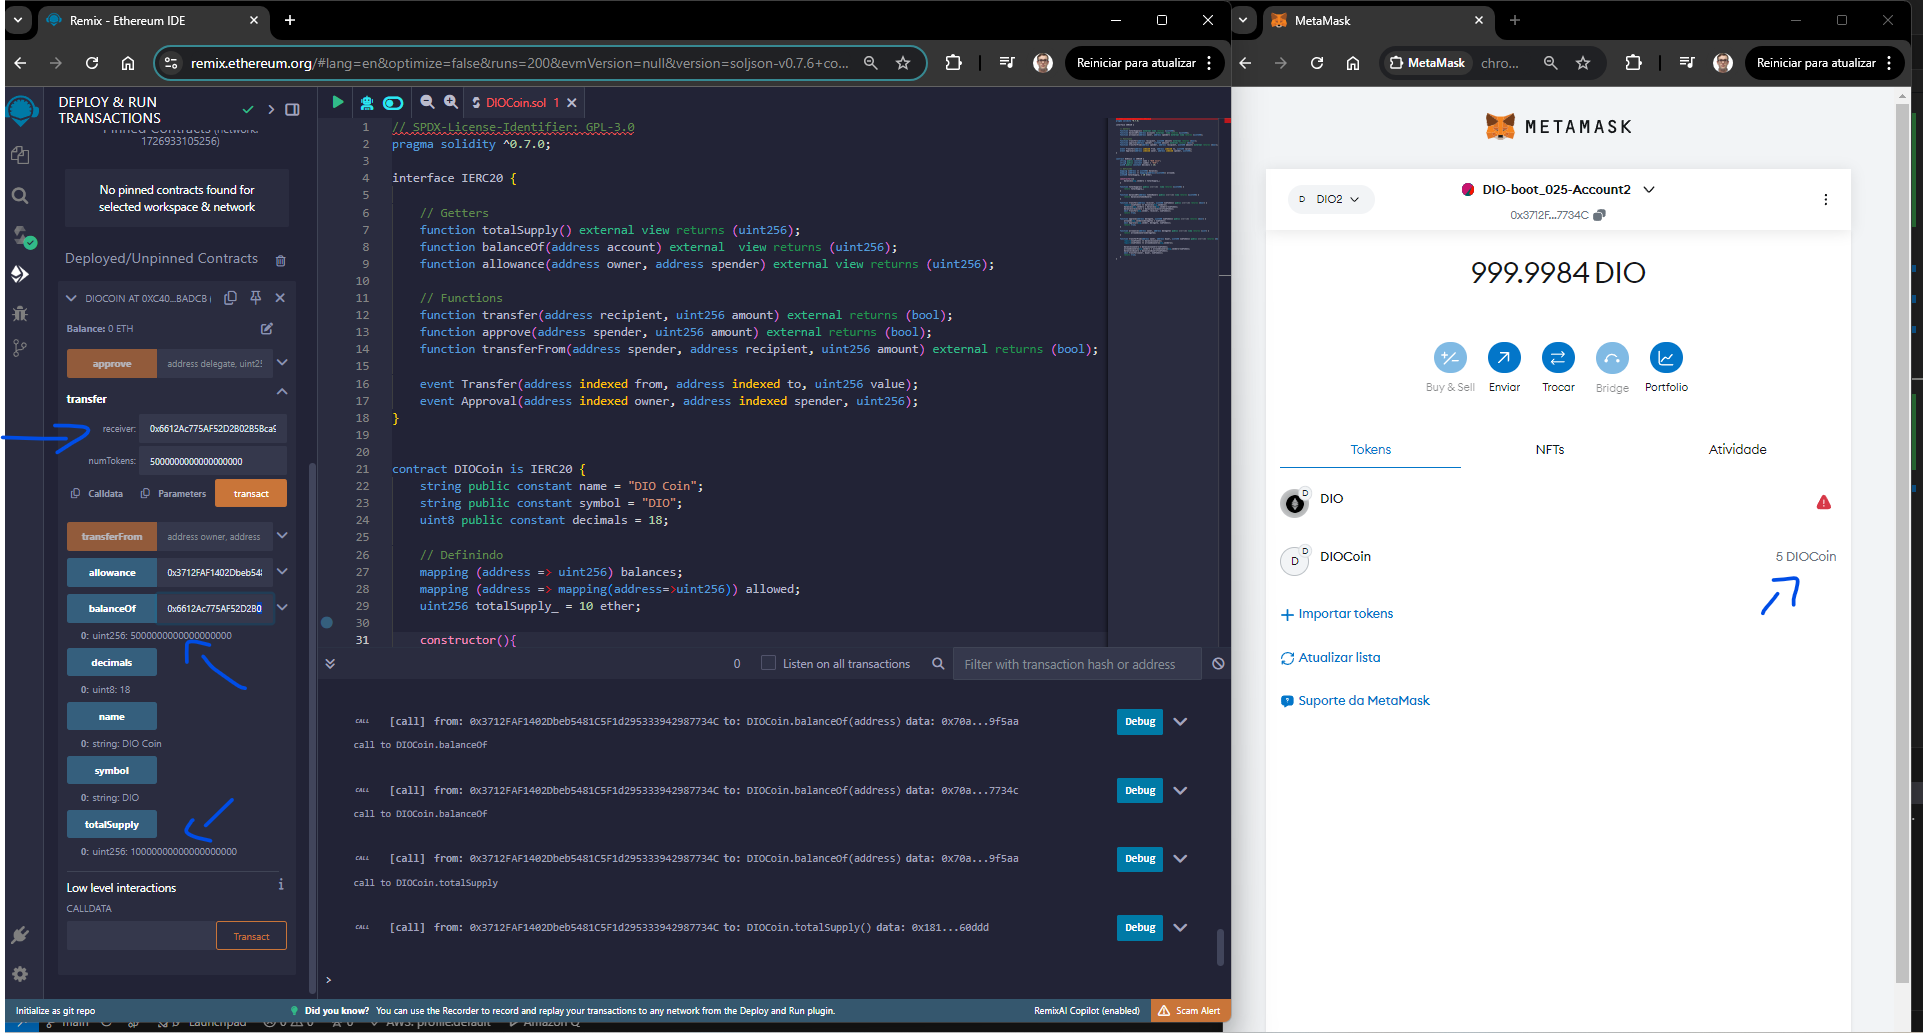 Remix - Ethereum IDE
remix.ethereum.org/#lang=en&optimize=false&runs=200&evmVersion=null&version=soljson-v0.7.6+co...
Reiniciar para atualizar
DEPLOY & RUN
TRANSACTIONS
Pinned Contracts (network:
1726933105256)
No pinned contracts found for
selected workspace & network
Deployed/Unpinned Contracts
DIOCOIN AT 0XC40...BADCB (
Balance: 0 ETH
approve
address delegate, uint25
transfer
receiver:
0x6612Ac775AF52D2B02B5Bca9
numTokens:
5000000000000000000
Calldata
Parameters
transact
transferFrom
address owner, address
allowance
0x3712FAF1402Dbeb548
balanceOf
0x6612Ac775AF52D2B0
0: uint256: 5000000000000000000
decimals
0: uint8: 18
name
0: string: DIO Coin
symbol
0: string: DIO
totalSupply
0: uint256: 10000000000000000000
Low level interactions
i
CALLDATA
Transact
DIOCoin.sol 1
1 // SPDX-License-Identifier: GPL-3.0
2 pragma solidity ^0.7.0;
3
4 interface IERC20 {
5
6 // Getters
7 function totalSupply() external view returns (uint256);
8 function balanceOf(address account) external  view returns (uint256);
9 function allowance(address owner, address spender) external view returns (uint256);
10
11 // Functions
12 function transfer(address recipient, uint256 amount) external returns (bool);
13 function approve(address spender, uint256 amount) external returns (bool);
14 function transferFrom(address spender, address recipient, uint256 amount) external returns (bool);
15
16 event Transfer(address indexed from, address indexed to, uint256 value);
17 event Approval(address indexed owner, address indexed spender, uint256);
18 }
19
20
21 contract DIOCoin is IERC20 {
22 string public constant name = "DIO Coin";
23 string public constant symbol = "DIO";
24 uint8 public constant decimals = 18;
25
26 // Definindo
27 mapping (address => uint256) balances;
28 mapping (address => mapping(address=>uint256)) allowed;
29 uint256 totalSupply_ = 10 ether;
30
31 constructor(){
0
Listen on all transactions
Filter with transaction hash or address
CALL [call] from: 0x3712FAF1402Dbeb5481C5F1d295333942987734C to: DIOCoin.balanceOf(address) data: 0x70a...9f5aa
Debug
call to DIOCoin.balanceOf
CALL [call] from: 0x3712FAF1402Dbeb5481C5F1d295333942987734C to: DIOCoin.balanceOf(address) data: 0x70a...7734c
Debug
call to DIOCoin.balanceOf
CALL [call] from: 0x3712FAF1402Dbeb5481C5F1d295333942987734C to: DIOCoin.balanceOf(address) data: 0x70a...9f5aa
Debug
call to DIOCoin.totalSupply
CALL [call] from: 0x3712FAF1402Dbeb5481C5F1d295333942987734C to: DIOCoin.totalSupply() data: 0x181...60ddd
Debug
>
Initialize as git repo
Did you know? You can use the Recorder to record and replay your transactions to any network from the Deploy and Run plugin.
RemixAI Copilot (enabled)
Scam Alert
main
Launchpad
AWS: profile:default
Amazon Q
MetaMask
MetaMask
chro...
Reiniciar para atualizar
METAMASK
D DIO2
DIO-boot_025-Account2
0x3712F...7734C
999.9984 DIO
Buy & Sell
Enviar
Trocar
Bridge
Portfolio
Tokens
NFTs
Atividade
D
DIO
D
D
DIOCoin
5 DIOCoin
Importar tokens
Atualizar lista
Suporte da MetaMask